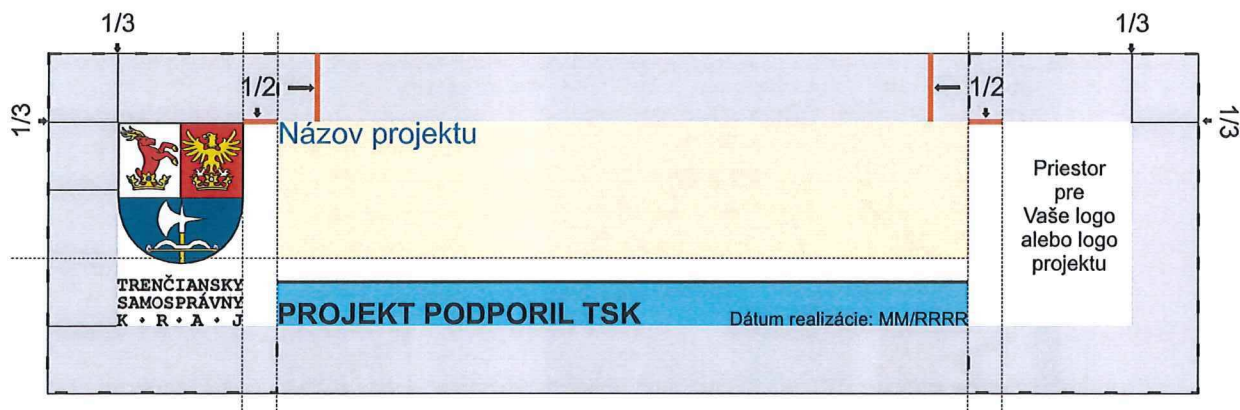 1/3
1/3
1/2
1/2
1/3
1/3
Názov projektu
Priestor
pre
Vaše logo
alebo logo
projektu
TRENČIANSKY
SAMOSPRÁVNY
K • R • A • J
PROJEKT PODPORIL TSK
Dátum realizácie: MM/RRRR